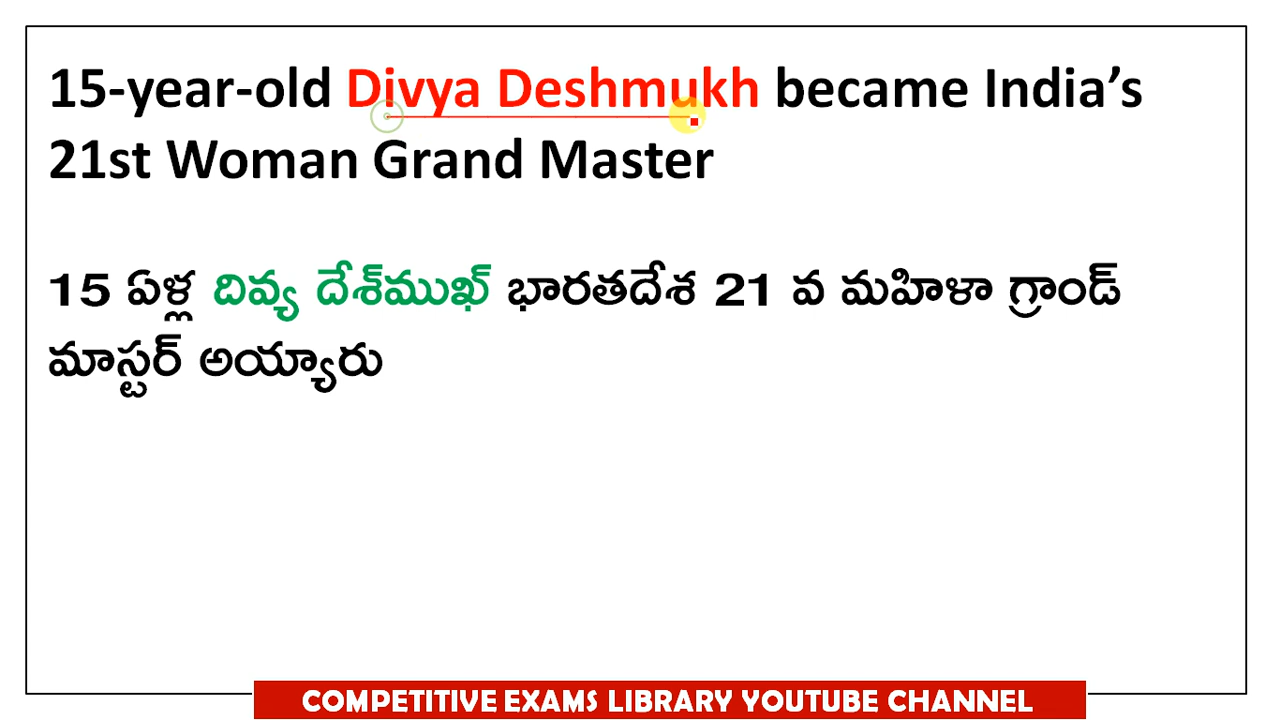 15-year-old Divya Deshmukh became India’s
21st Woman Grand Master
15 ఏళ్ల దివ్య దేశ్‌ముఖ్ భారతదేశ 21 వ మహిళా గ్రాండ్
మాస్టర్ అయ్యారు
COMPETITIVE EXAMS LIBRARY YOUTUBE CHANNEL